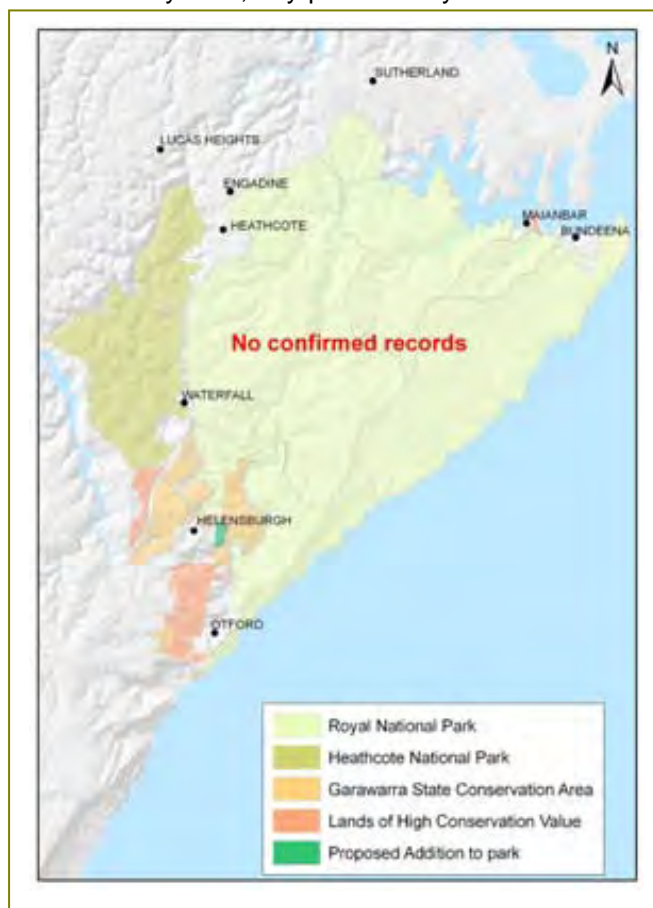 N
SUTHERLAND
LUCAS HEIGHTS
ENGADINE
HEATHCOTE
MAIANBAR
BUNDEENA
No confirmed records
WATERFALL
HELENSBURGH
OTFORD
Royal National Park
Heathcote National Park
Garawarra State Conservation Area
Lands of High Conservation Value
Proposed Addition to park